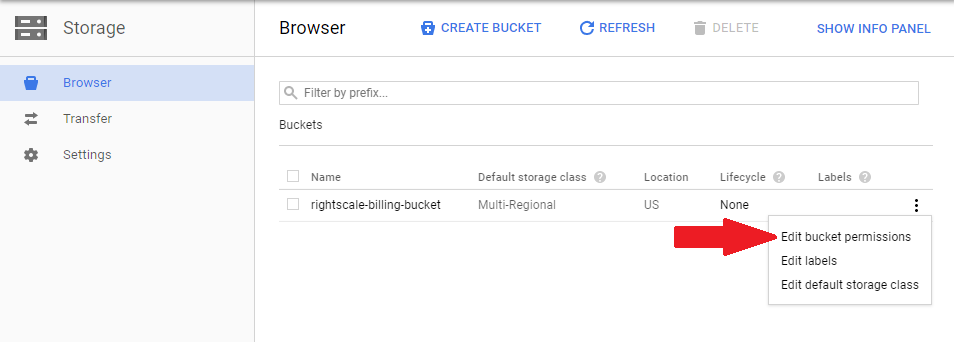 Storage
Browser
CREATE BUCKET
REFRESH
DELETE
SHOW INFO PANEL
Browser
Transfer
Settings
Filter by prefix...
Buckets
Name Default storage class ? Location Lifecycle ? Labels ?
rightscale-billing-bucket Multi-Regional US None
Edit bucket permissions
Edit labels
Edit default storage class